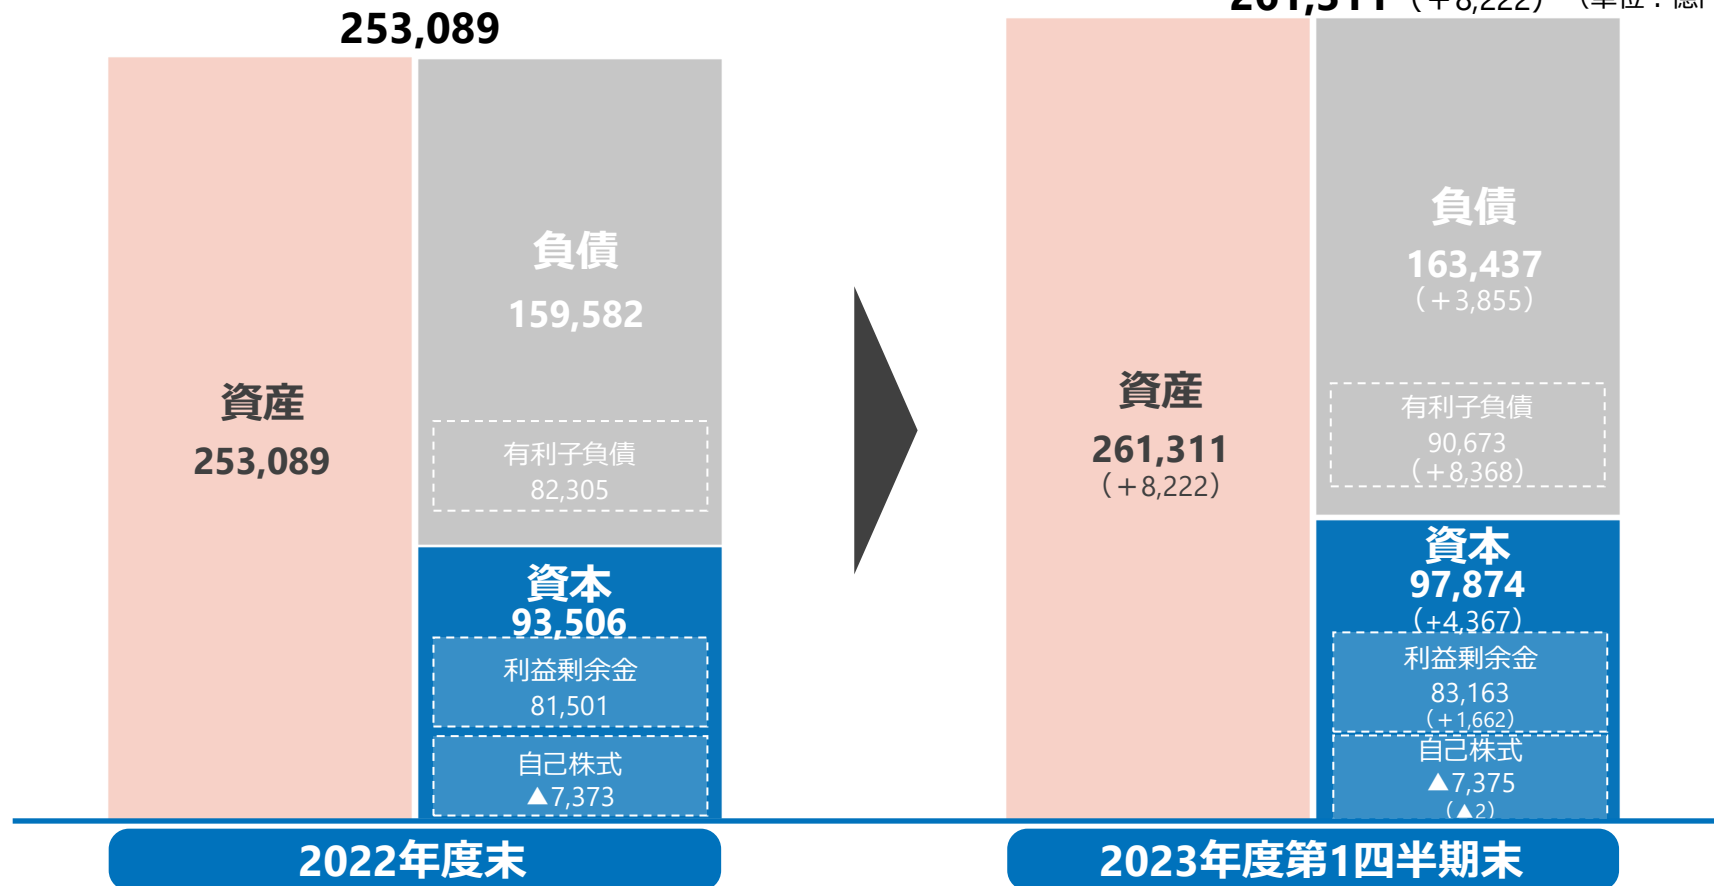 253,089
資産
253,089
負債
159,582
有利子負債
82,305
資本
93,506
利益剰余金
81,501
自己株式
▲7,373
2022年度末
261,311（＋8,222）（単位：億
資産
261,311
（＋8,222）
負債
163,437
（＋3,855）
有利子負債
90,673
（＋8,368）
資本
97,874
（+4,367）
利益剰余金
83,163
（＋1,662）
自己株式
▲7,375
（▲2）
2023年度第1四半期末